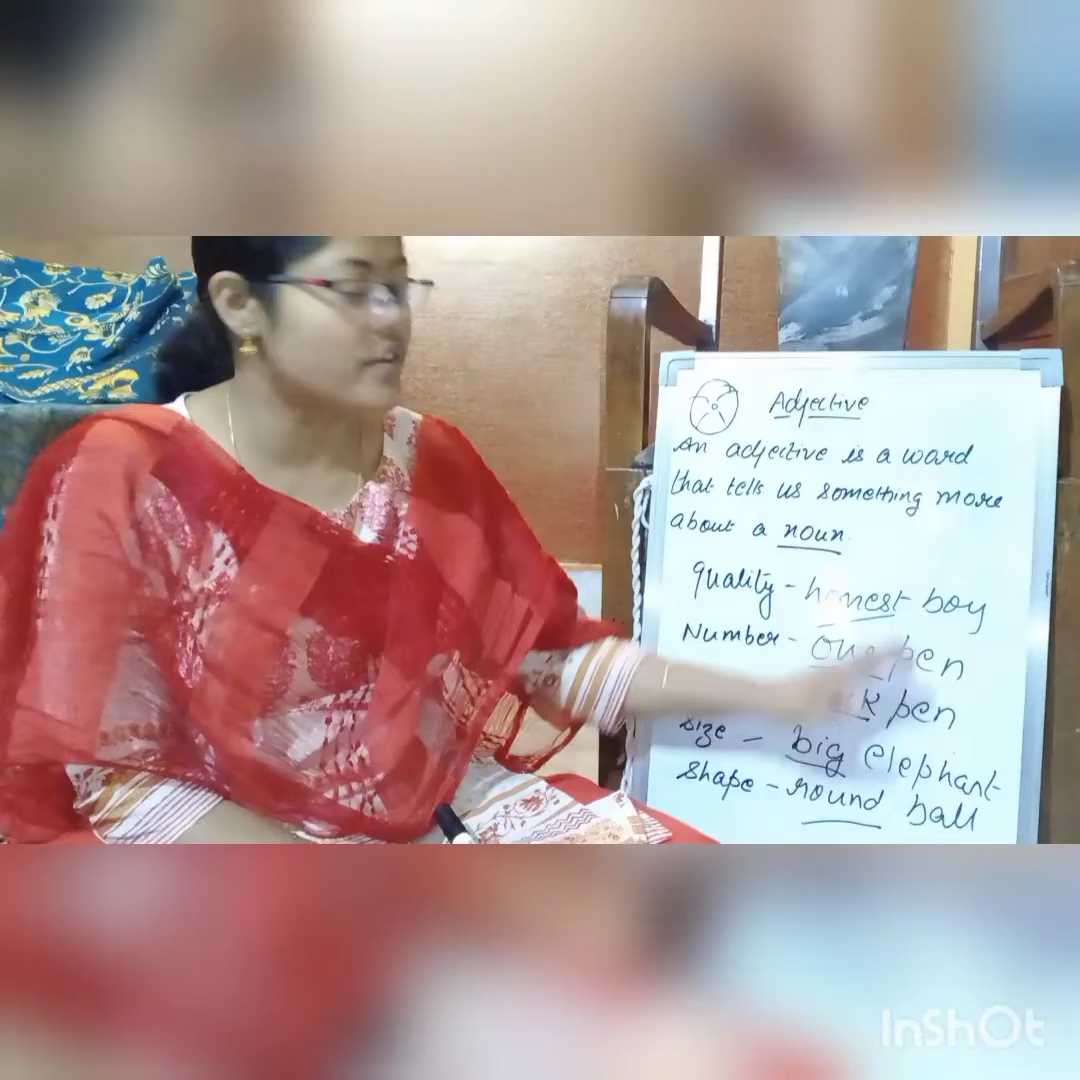 Adjective
An adjective is a word
that tells us something more
about a noun.
Quality - honest boy
Number - one pen
pen
Size - big elephant
Shape - round ball
InShOt